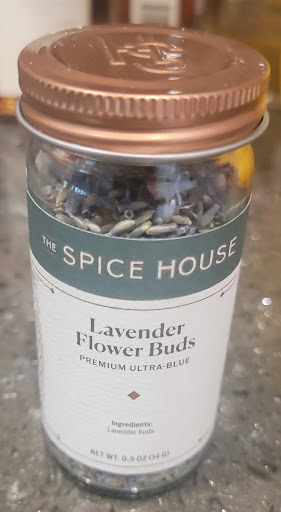 THE SPICE HOUSE
Lavender
Flower Buds
PREMIUM ULTRA-BLUE
Ingredients:
Lavender buds
NET WT. 0.5 OZ (14 G)